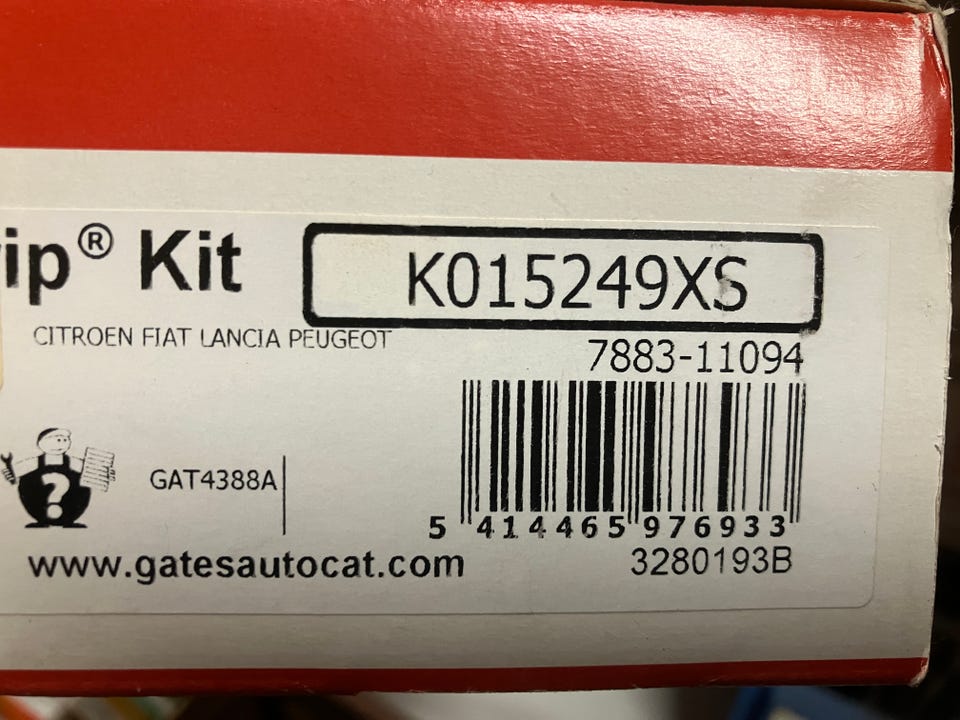 ip® Kit
K015249XS
CITROEN FIAT LANCIA PEUGEOT
7883-11094
?
GAT4388A
5 414465 976933
www.gatesautocat.com
3280193B